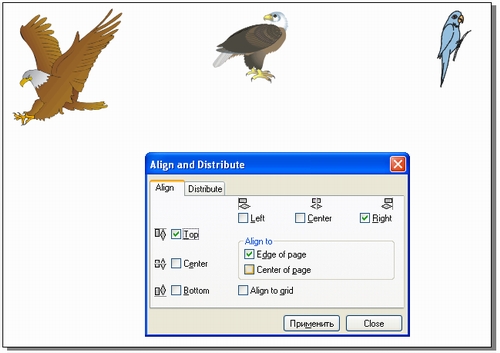 Align and Distribute
Align Distribute
Left Center Right
Top
Align to
Edge of page
Center Center of page
Bottom Align to grid
Применить Close